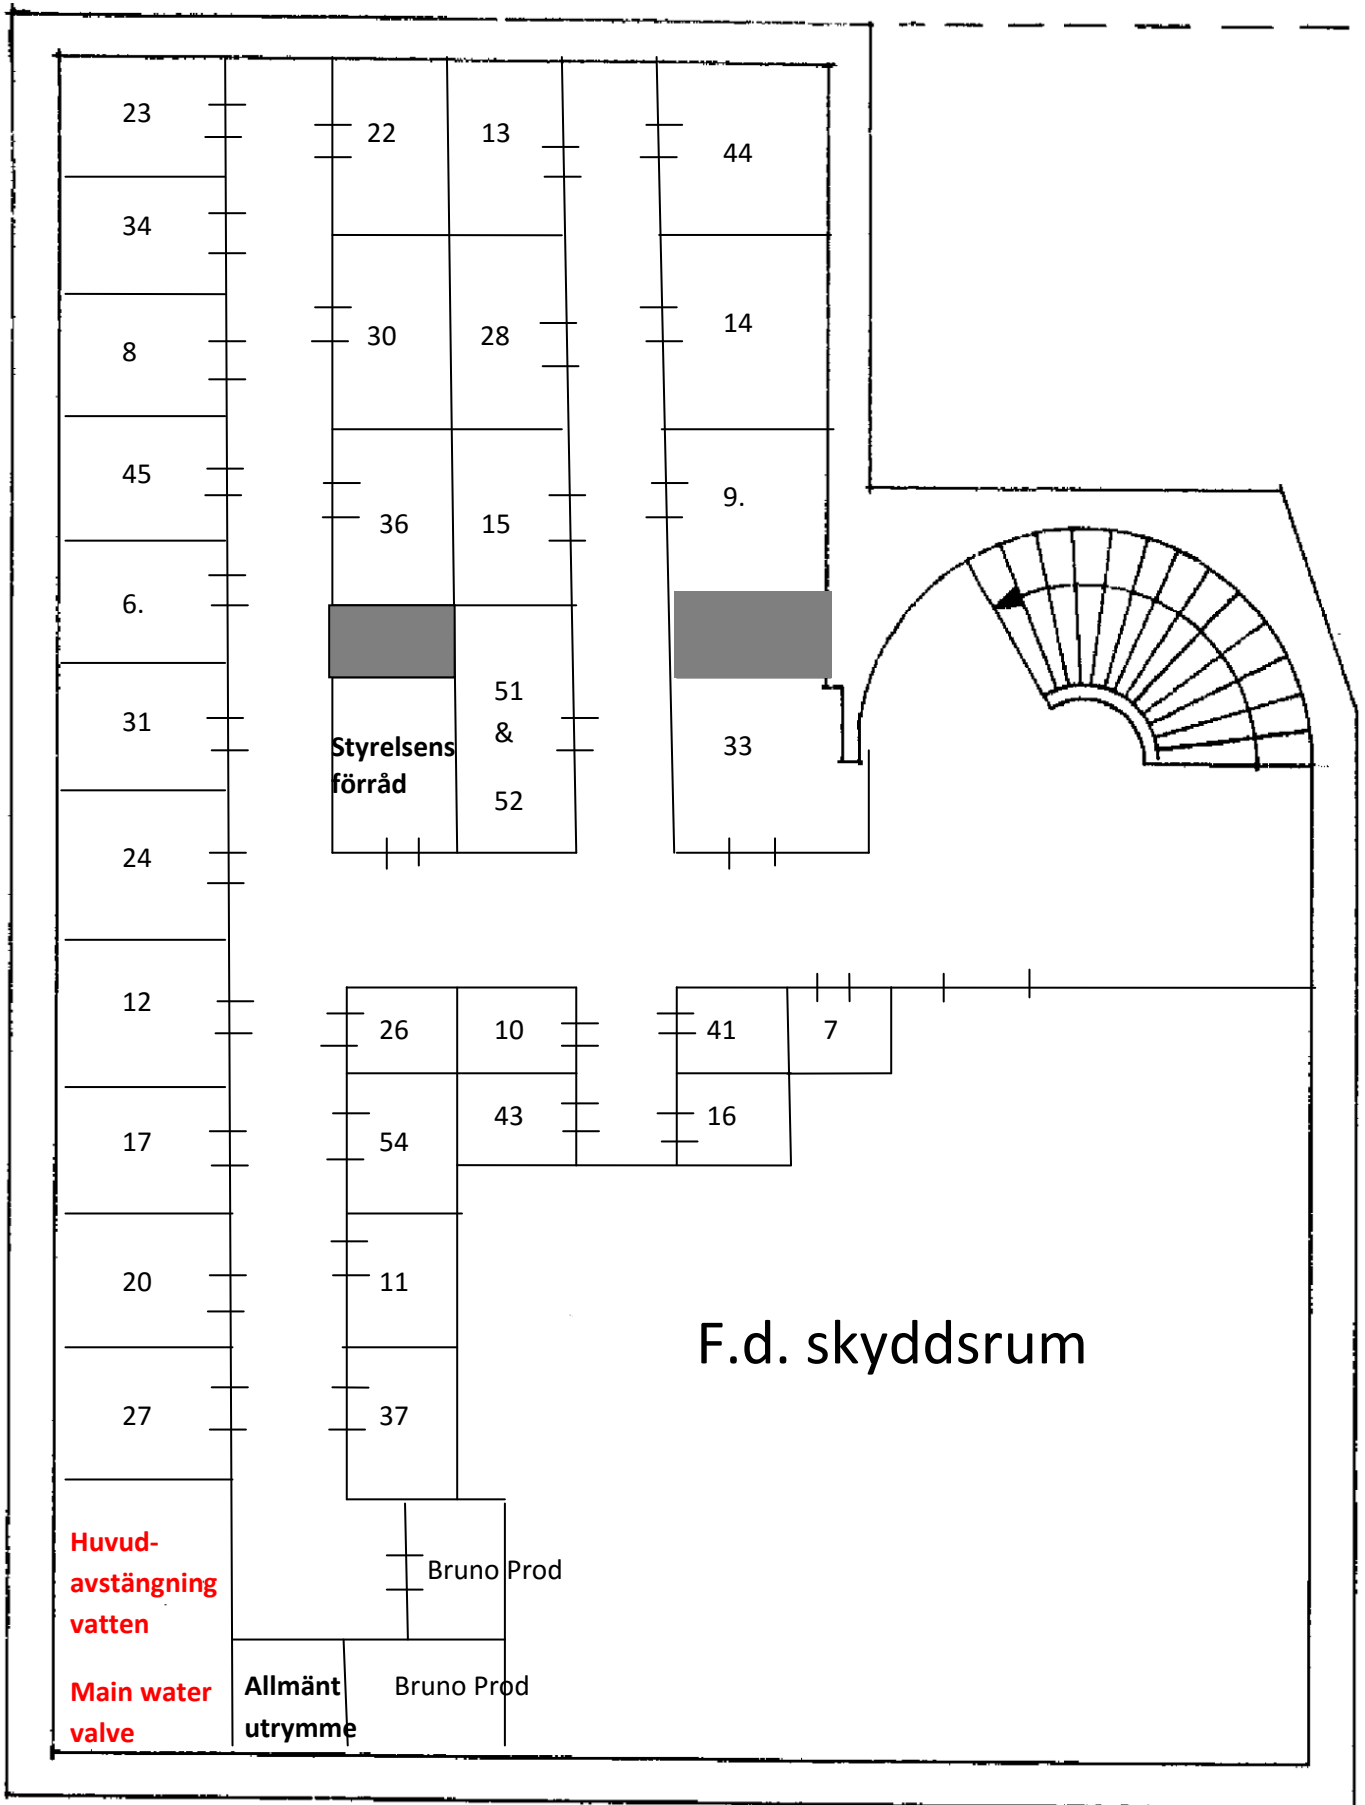 23
22
13
44
34
30
28
14
8
45
36
15
9.
6.
31
Styrelsens
förråd
51
&
52
33
24
12
26
10
41
7
17
54
43
16
20
11
F.d. skyddsrum
27
37
Huvud-
avstängning
vatten
Bruno Prod
Main water
valve
Allmänt
utrymme
Bruno Prod